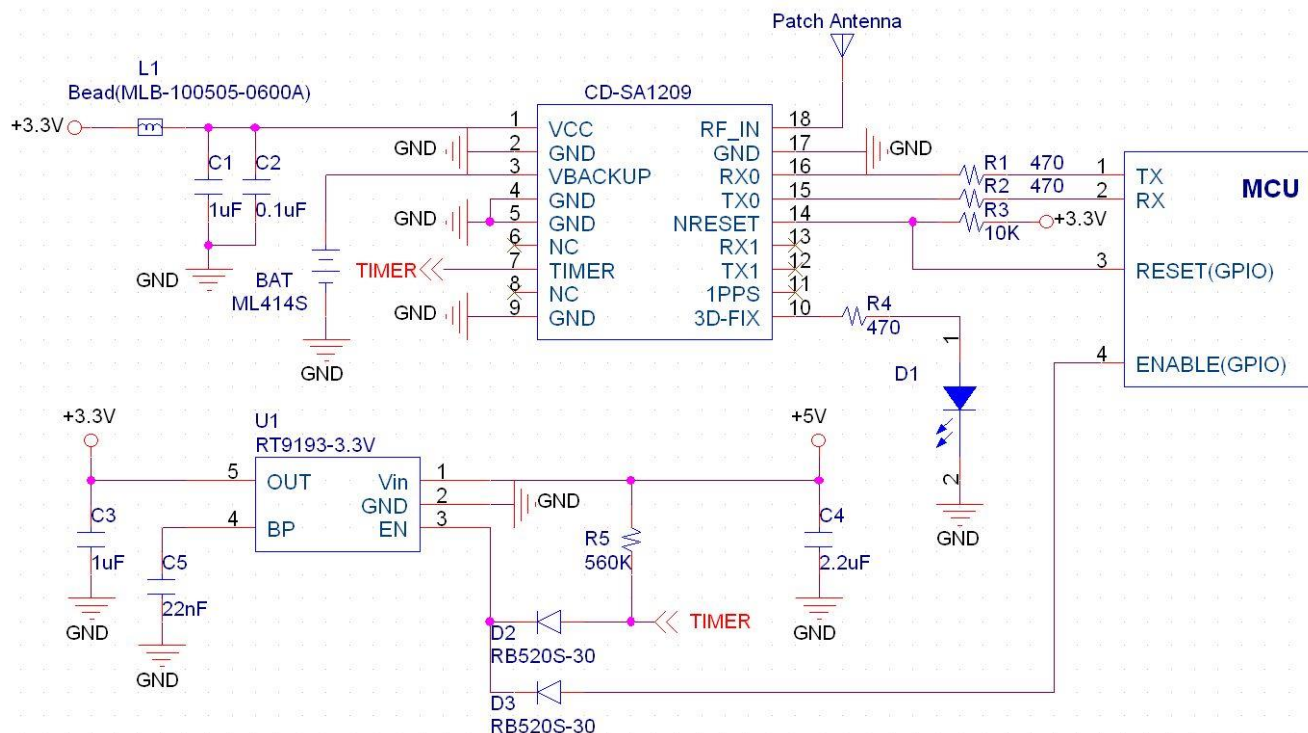 Patch Antenna
L1
Bead(MLB-100505-0600A)
CD-SA1209
+3.3V
1 VCC RF_IN 18
GND 2 GND GND 17 GND
C1 C2
3 VBACKUP RX0 16 R1 470 1 TX MCU
1uF 0.1uF
4 GND TX0 15 R2 470 2 RX
GND 5 GND NRESET 14 R3 10K +3.3V
6 NC RX1 13
TIMER 7 TIMER TX1 12 3 RESET(GPIO)
GND
BAT
ML414S
8 NC 1PPS 11
GND 9 GND 3D-FIX 10 R4 470
GND
1
D1
4 ENABLE(GPIO)
2
GND
+3.3V
U1
RT9193-3.3V
+5V
5 OUT Vin 1
GND 2 GND
4 BP EN 3
C3
1uF
GND
C5
22nF
GND
R5
560K
C4
2.2uF
GND
D2
RB520S-30
TIMER
D3
RB520S-30